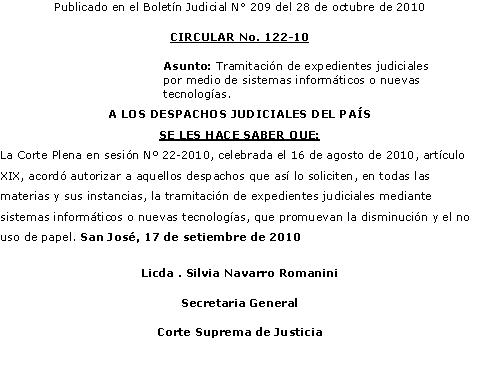 Publicado en el Boletín Judicial N° 209 del 28 de octubre de 2010
CIRCULAR No. 122-10
Asunto: Tramitación de expedientes judiciales
por medio de sistemas informáticos o nuevas
tecnologías.
A LOS DESPACHOS JUDICIALES DEL PAÍS
SE LES HACE SABER QUE:
La Corte Plena en sesión Nº 22-2010, celebrada el 16 de agosto de 2010, artículo
XIX, acordó autorizar a aquellos despachos que así lo soliciten, en todas las
materias y sus instancias, la tramitación de expedientes judiciales mediante
sistemas informáticos o nuevas tecnologías, que promuevan la disminución y el no
uso de papel. San José, 17 de setiembre de 2010
Licda . Silvia Navarro Romanini
Secretaria General
Corte Suprema de Justicia